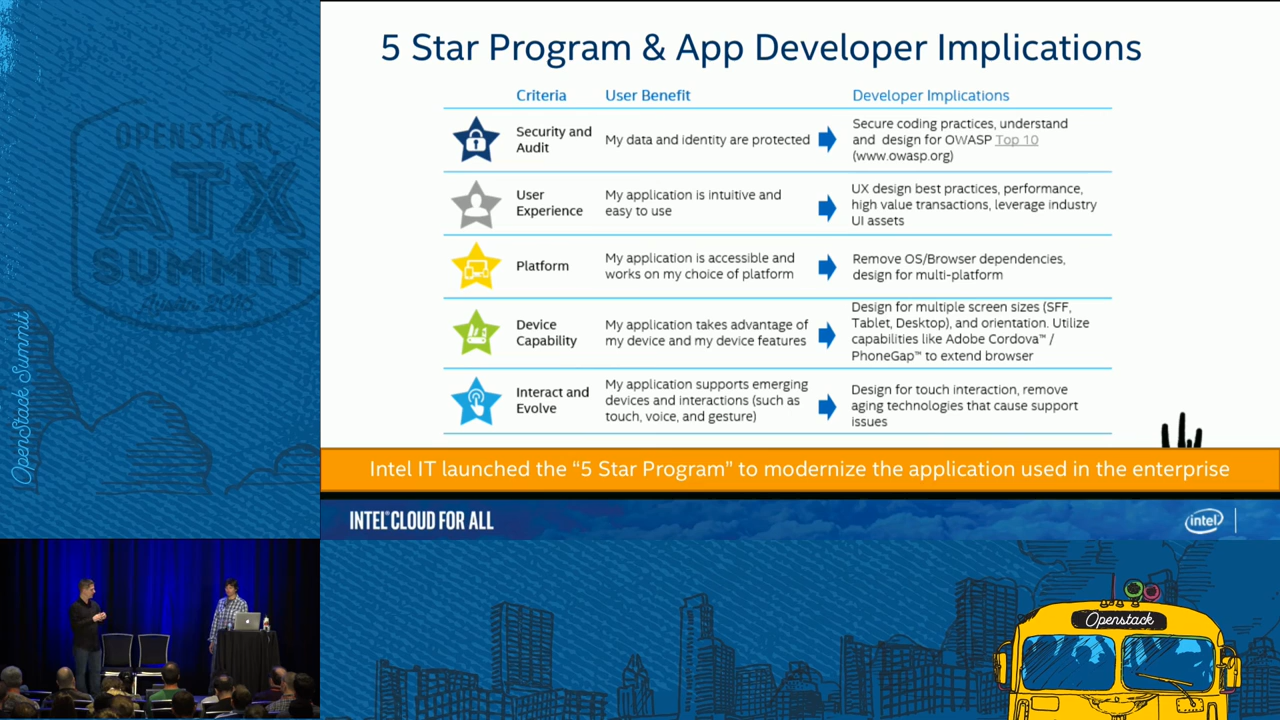 5 Star Program & App Developer Implications
Criteria
User Benefit
Developer Implications
Security and
Audit
My data and identity are protected
Secure coding practices, understand
and design for OWASP Top 10
(www.owasp.org)
User
Experience
My application is intuitive and
easy to use
UX design best practices, performance,
high value transactions, leverage industry
UI assets
Platform
My application is accessible and
works on my choice of platform
Remove OS/Browser dependencies,
design for multi-platform
Device
Capability
My application takes advantage of
my device and my device features
Design for multiple screen sizes (SFF,
Tablet, Desktop), and orientation. Utilize
capabilities like Adobe Cordova™ /
PhoneGap™ to extend browser
Interact and
Evolve
My application supports emerging
devices and interactions (such as
touch, voice, and gesture)
Design for touch interaction, remove
aging technologies that cause support
issues
Intel IT launched the “5 Star Program” to modernize the application used in the enterprise
INTEL® CLOUD FOR ALL
intel
OPENSTACK
ATX
SUMMIT
OpenStack Summit
Openstack